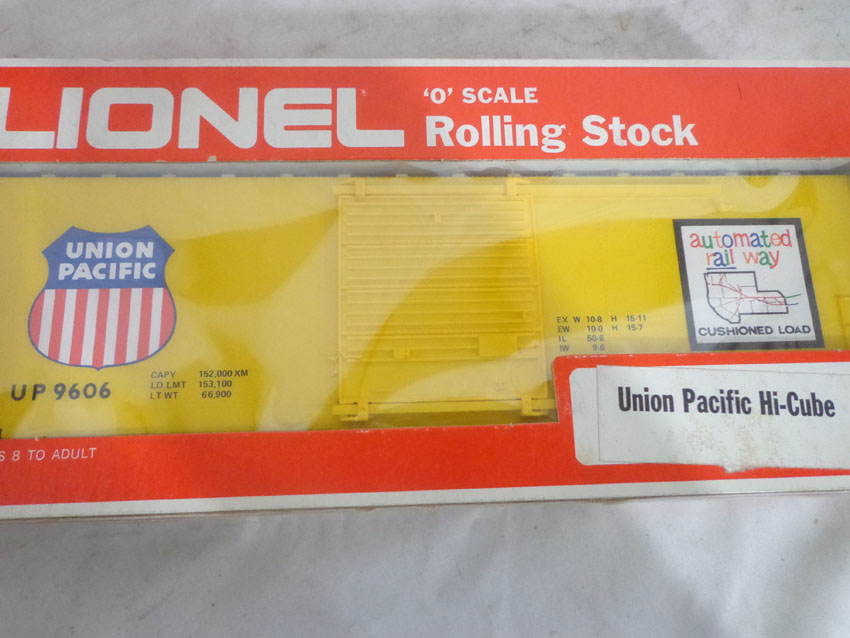 LIONEL
'O' SCALE
Rolling Stock
UNION
PACIFIC
UP 9606
CAPY 152,000 XM
LD LMT 153,100
LT WT 66,900
EX W 10-8 H 15-11
EW 10-0 H 15-7
IL 50-6
IW 9-6
automated
rail way
CUSHIONED LOAD
Union Pacific Hi-Cube
8 TO ADULT